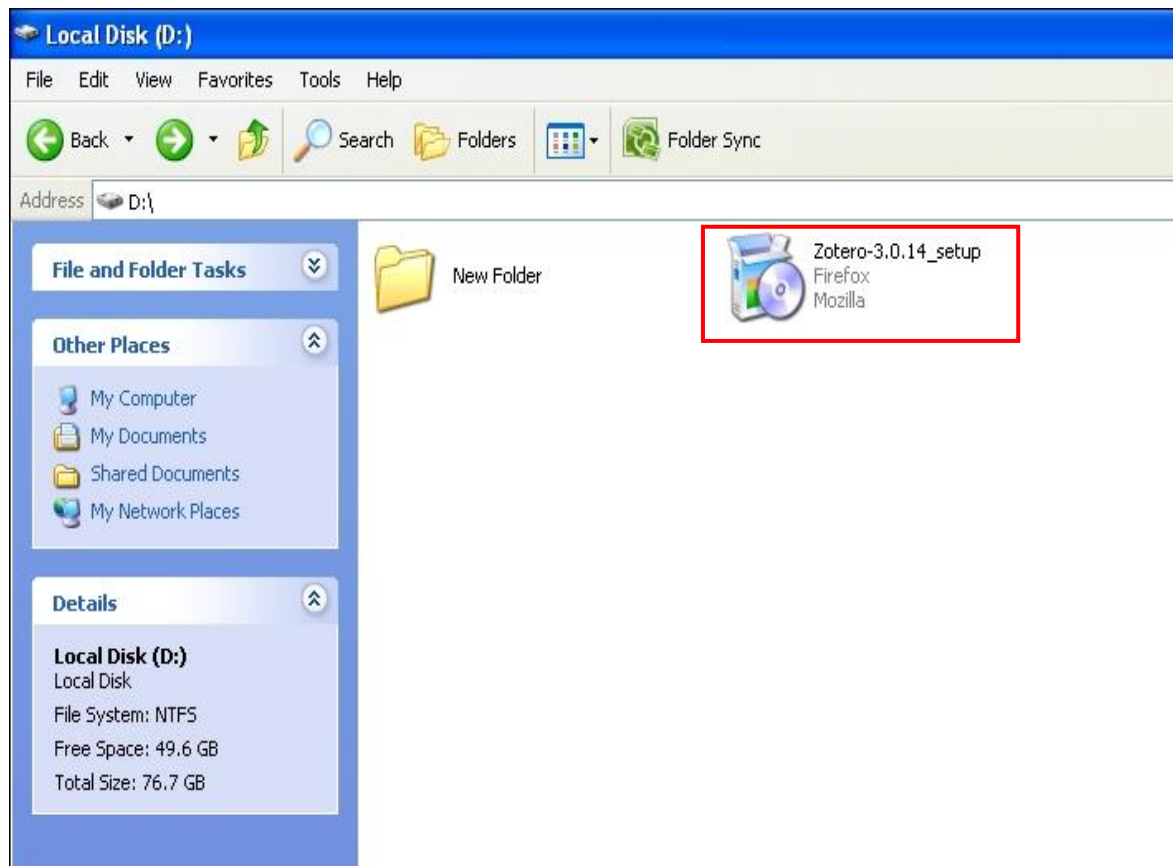 Local Disk (D:)
File Edit View Favorites Tools Help
Back Search Folders Folder Sync
Address D:\
File and Folder Tasks
Other Places
My Computer
My Documents
Shared Documents
My Network Places
Details
Local Disk (D:)
Local Disk
File System: NTFS
Free Space: 49.6 GB
Total Size: 76.7 GB
New Folder
Zotero-3.0.14_setup
Firefox
Mozilla